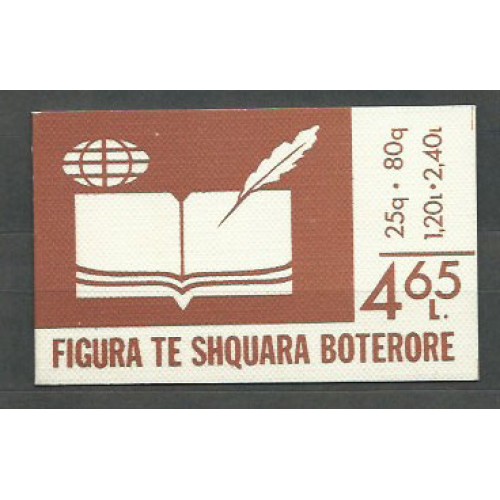 25q · 80q
1,20L · 2,40L
4 65
L.
FIGURA TE SHQUARA BOTERORE